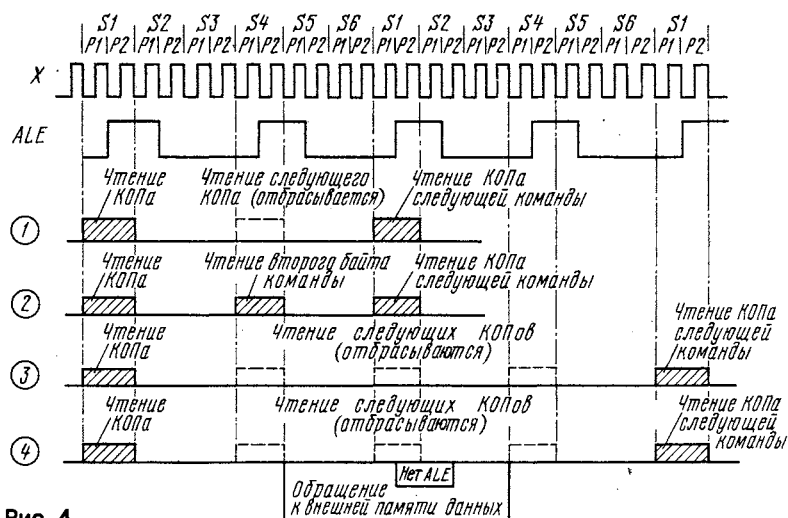 S1 S2 S3 S4 S5 S6 S1 S2 S3 S4 S5 S6 S1
P1 P2 P1 P2 P1 P2 P1 P2 P1 P2 P1 P2 P1 P2 P1 P2 P1 P2 P1 P2 P1 P2 P1 P2 P1 P2
X
ALE
Чтение
КОПа
Чтение следующего
КОПа (отбрасывается)
Чтение КОПа
следующей команды
1
Чтение
КОПа
Чтение второго байта
команды
Чтение КОПа
следующей команды
2
Чтение
КОПа
Чтение следующих КОПов
(отбрасываются)
Чтение КОПа
следующей
команды
3
Чтение
КОПа
Чтение следующих КОПов
(отбрасываются)
Чтение КОПа
следующей
команды
4
Нет ALE
Обращение
к внешней памяти данных
Рис. 4